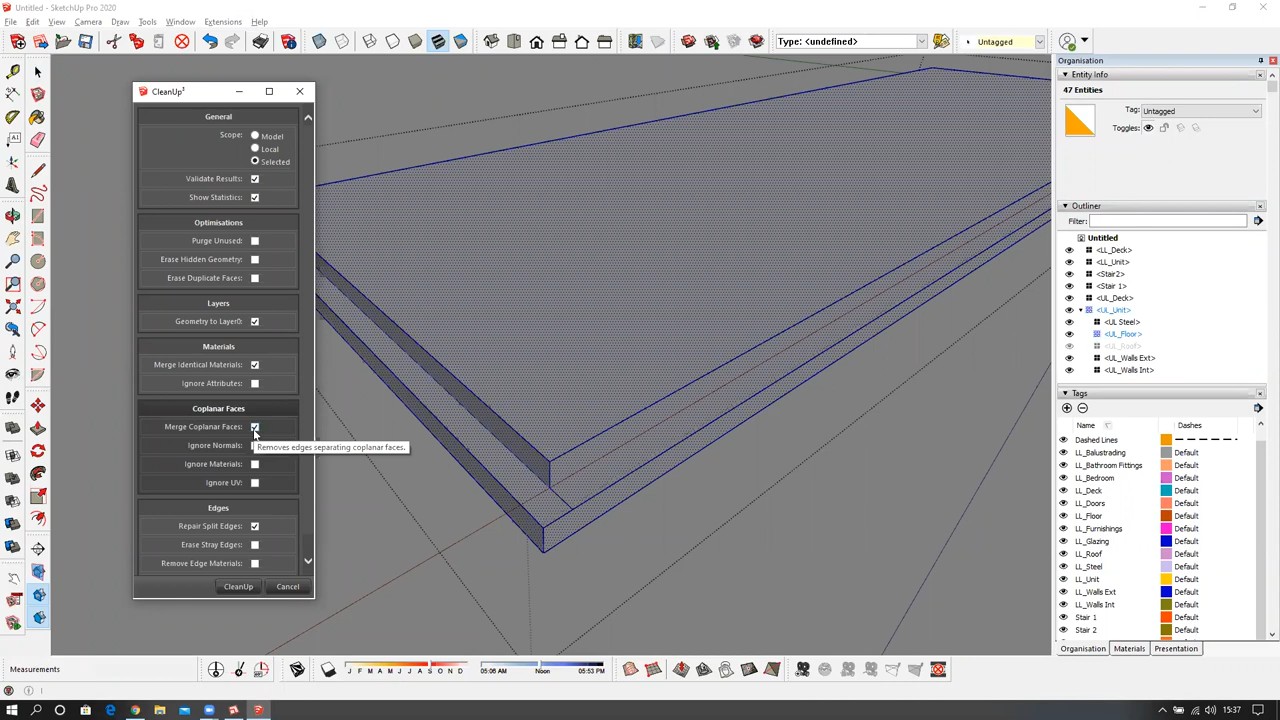 Untitled - SketchUp Pro 2020
File Edit View Camera Draw Tools Window Extensions Help
Type: <undefined>
Untagged
CleanUp³
General
Scope: Model
Local
Selected
Validate Results:
Show Statistics:
Optimisations
Purge Unused:
Erase Hidden Geometry:
Erase Duplicate Faces:
Layers
Geometry to Layer0:
Materials
Merge Identical Materials:
Ignore Attributes:
Coplanar Faces
Merge Coplanar Faces:
Removes edges separating coplanar faces.
Ignore Normals:
Ignore Materials:
Ignore UV:
Edges
Repair Split Edges:
Erase Stray Edges:
Remove Edge Materials:
CleanUp Cancel
Organisation
Entity Info
47 Entities
Tag: Untagged
Toggles:
Outliner
Filter:
Untitled
<LL_Deck>
<LL_Unit>
<Stair2>
<Stair 1>
<UL_Deck>
<UL_Unit>
<UL Steel>
<UL_Floor>
<UL_Roof>
<UL_Walls Ext>
<UL_Walls Int>
Tags
Name Dashes
Dashed Lines
LL_Balustrading Default
LL_Bathroom Fittings Default
LL_Bedroom Default
LL_Deck Default
LL_Doors Default
LL_Floor Default
LL_Furnishings Default
LL_Glazing Default
LL_Roof Default
LL_Steel Default
LL_Unit Default
LL_Walls Ext Default
LL_Walls Int Default
Stair 1 Default
Stair 2 Default
Organisation Materials Presentation
Measurements
J F M A M J J A S O N D
05:06 AM Noon 05:53 PM
15:37